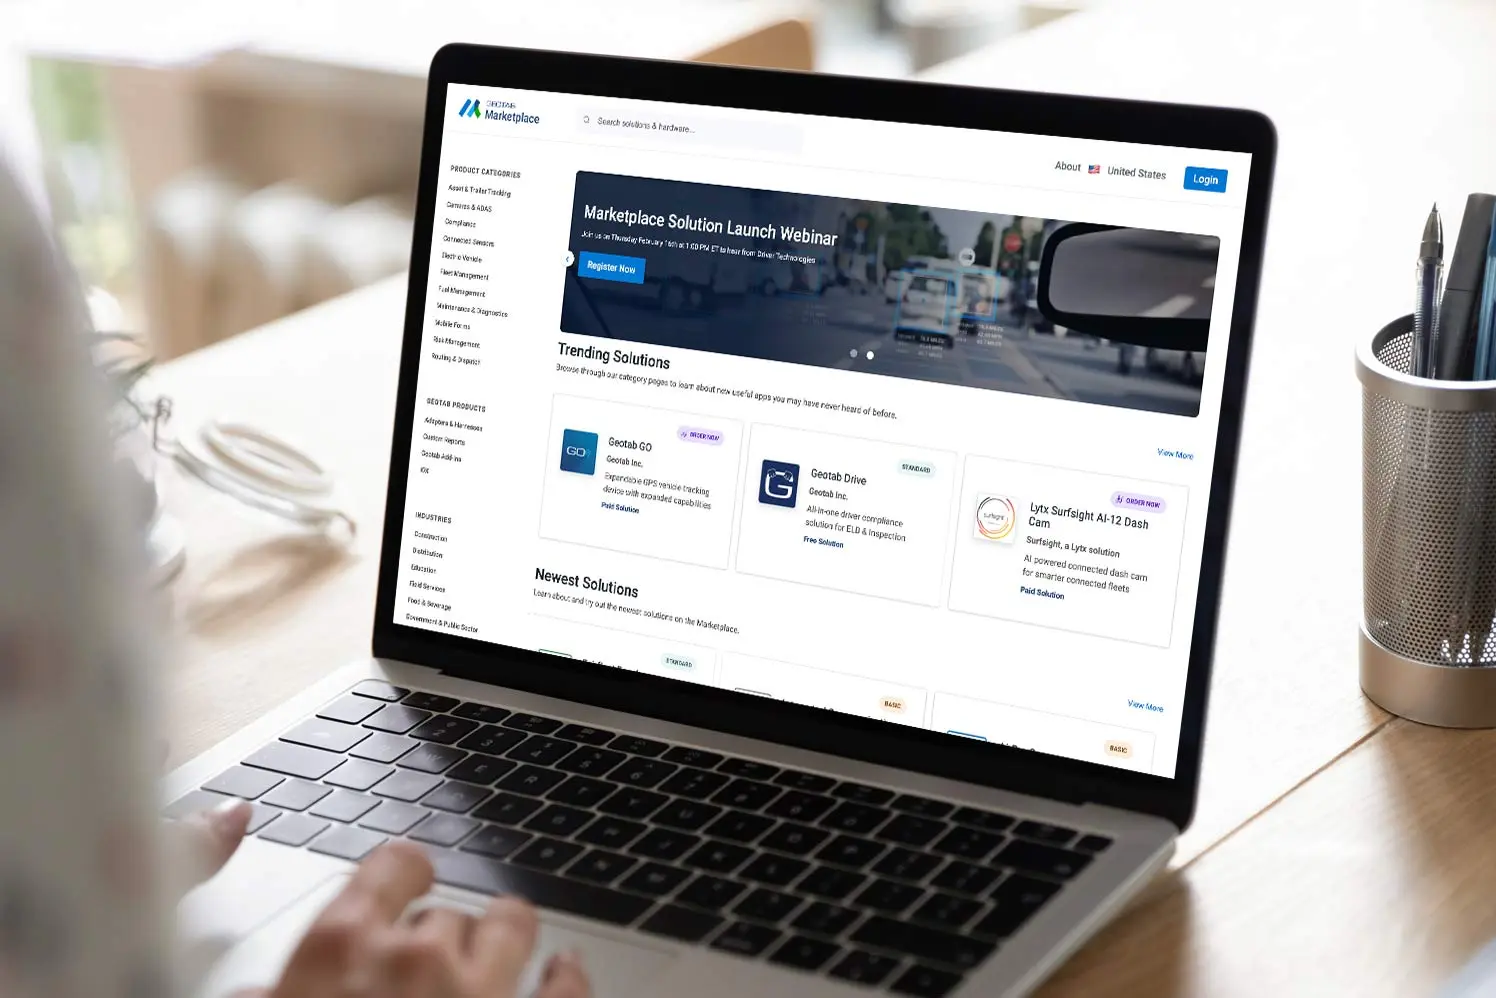 GEOTAB
Marketplace
Search solutions & hardware...
About
United States
Login
PRODUCT CATEGORIES
Asset & Trailer Tracking
Cameras & ADAS
Compliance
Connected Sensors
Electric Vehicle
Fleet Management
Fuel Management
Maintenance & Diagnostics
Mobile Forms
Risk Management
Routing & Dispatch
GEOTAB PRODUCTS
Adapters & Harnesses
Custom Reports
Geotab Add-Ins
IOX
INDUSTRIES
Construction
Distribution
Education
Field Services
Food & Beverage
Government & Public Sector
Marketplace Solution Launch Webinar
Join us on Thursday February 16th at 1:00 PM ET to hear from Driver Technologies
Register Now
Trending Solutions
Browse through our category pages to learn about new useful apps you may have never heard of before.
View More
ORDER NOW
GO
Geotab GO
Geotab Inc.
Expandable GPS vehicle tracking
device with expanded capabilities
Paid Solution
STANDARD
G
Geotab Drive
Geotab Inc.
All-in-one driver compliance
solution for ELD & Inspection
Free Solution
ORDER NOW
surfsight
Lytx Surfsight AI-12 Dash
Cam
Surfsight, a Lytx solution
AI powered connected dash cam
for smarter connected fleets
Paid Solution
Newest Solutions
Learn about and try out the newest solutions on the Marketplace.
View More
STANDARD
BASIC
BASIC